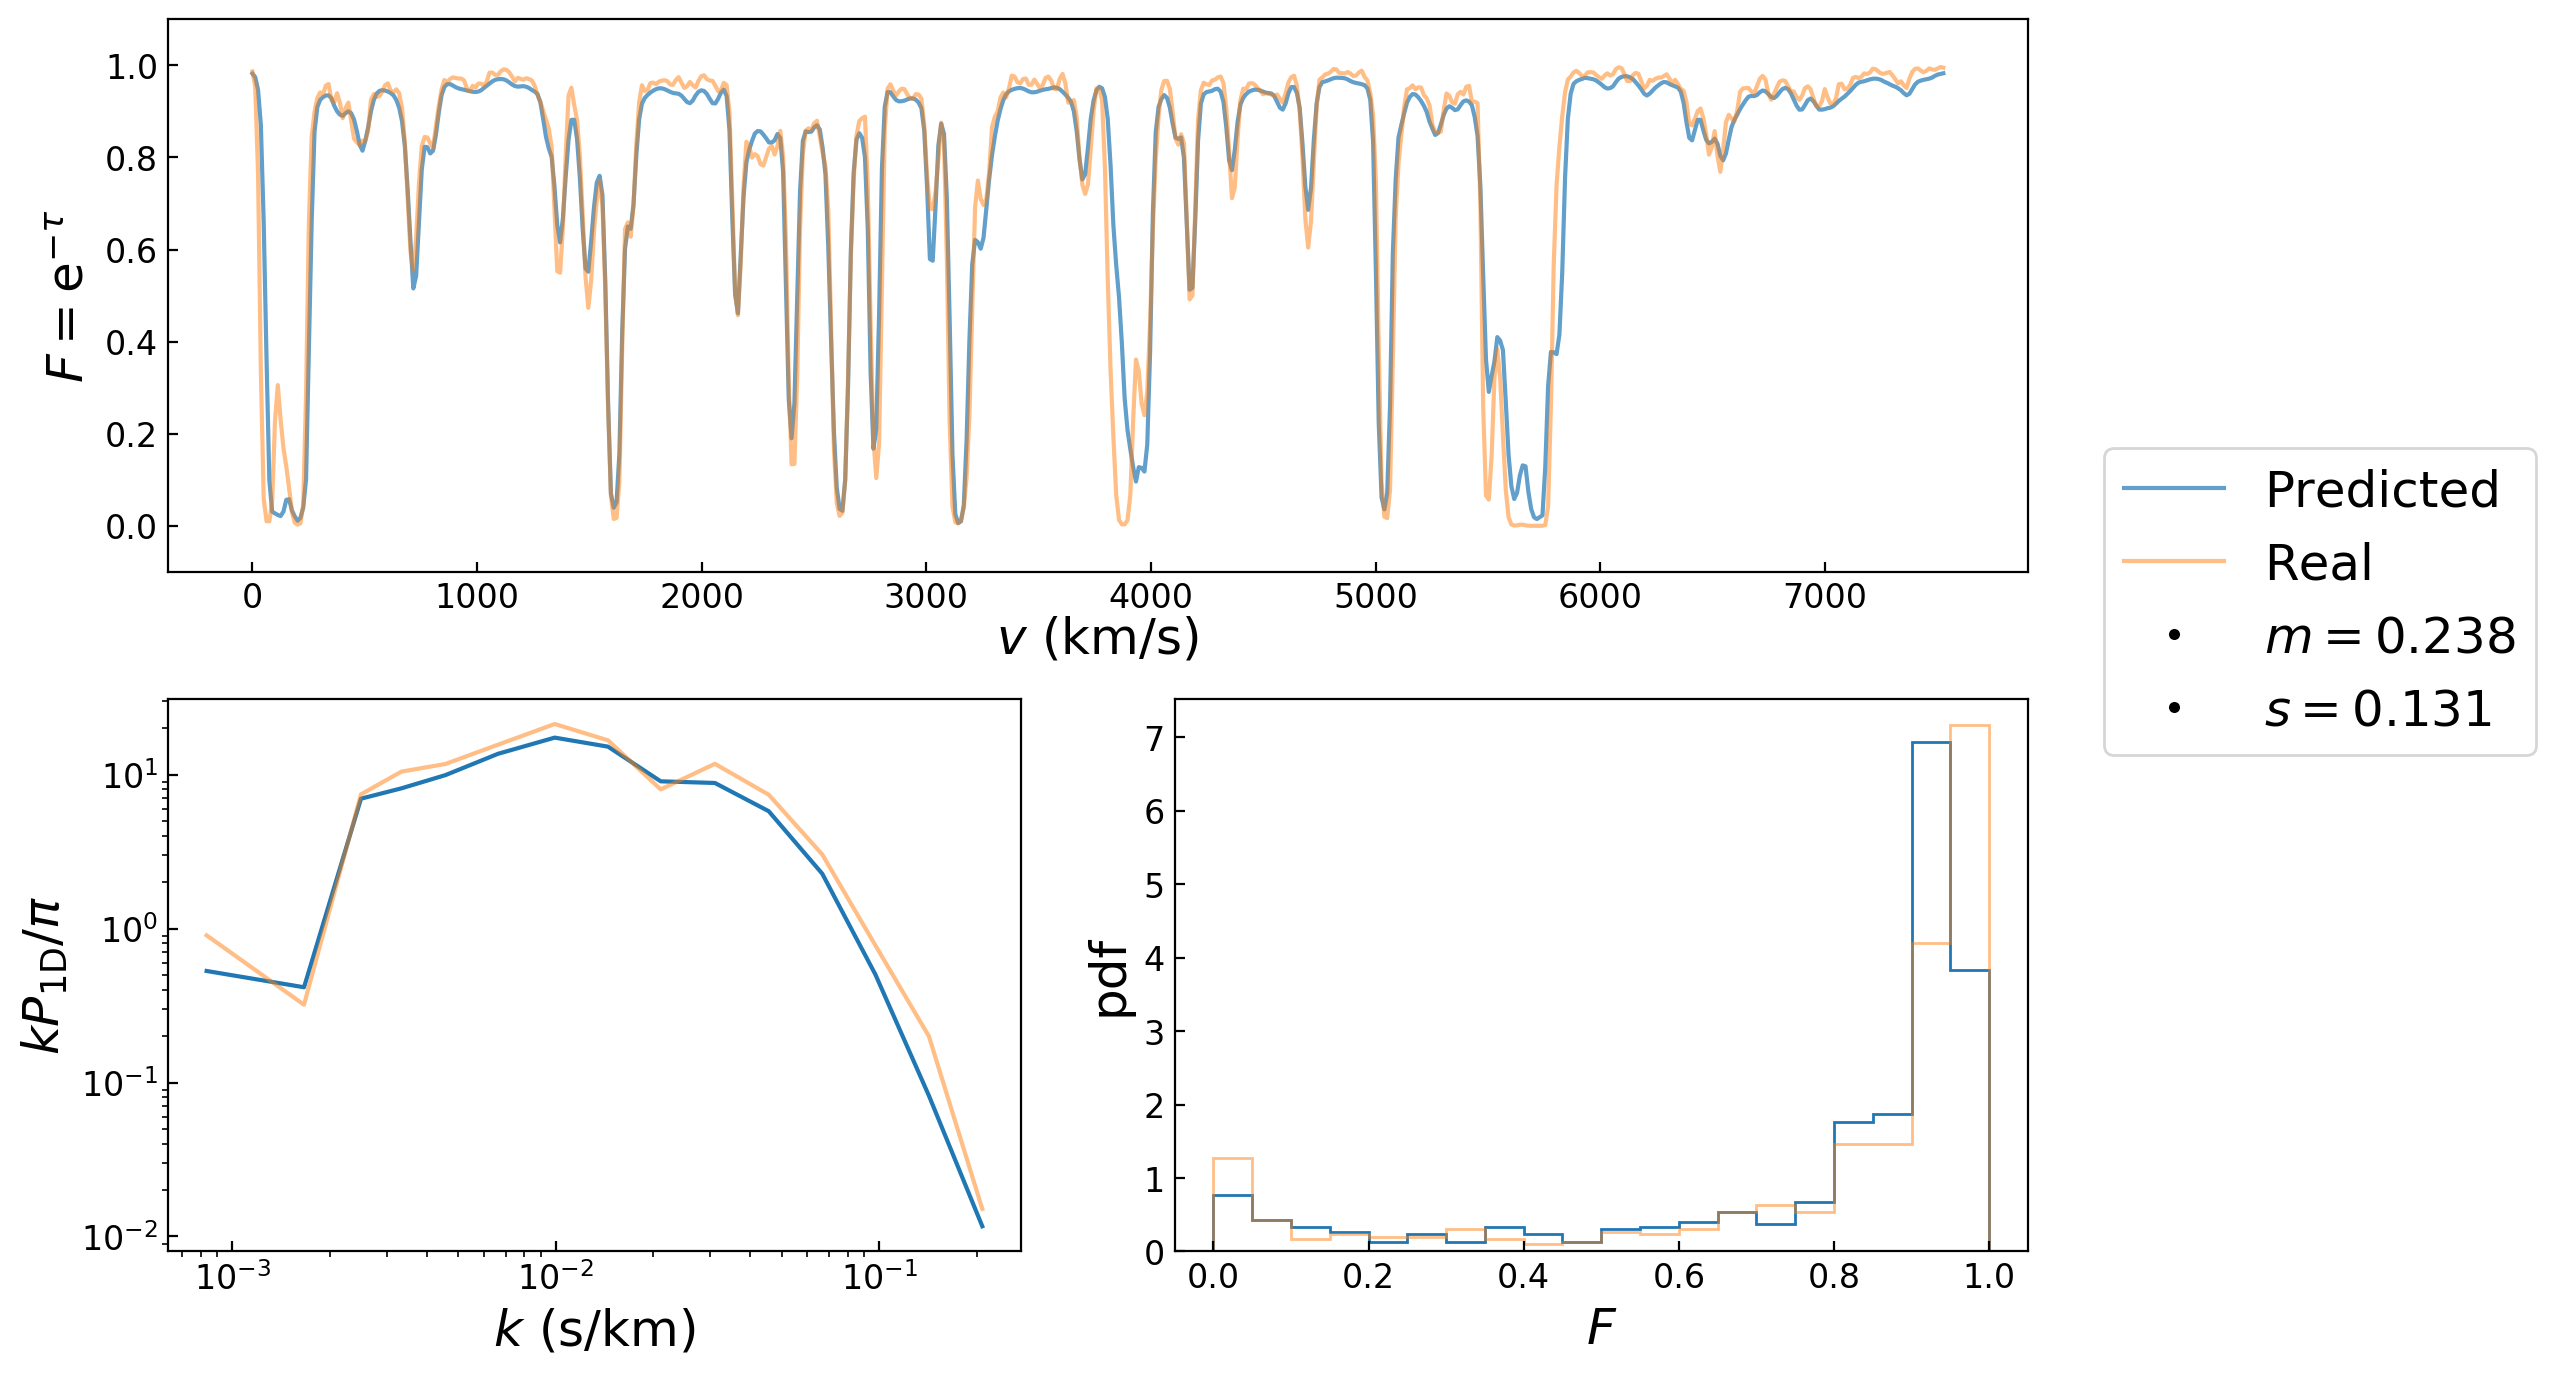 F = e^{−τ}
1.0
0.8
0.6
0.4
0.2
0.0
0 1000 2000 3000 4000 5000 6000 7000
v (km/s)
Predicted
Real
m = 0.238
s = 0.131
kP_{1D}/π
10^1
10^0
10^{−1}
10^{−2}
10^{−3} 10^{−2} 10^{−1}
k (s/km)
pdf
7
6
5
4
3
2
1
0
0.0 0.2 0.4 0.6 0.8 1.0
F